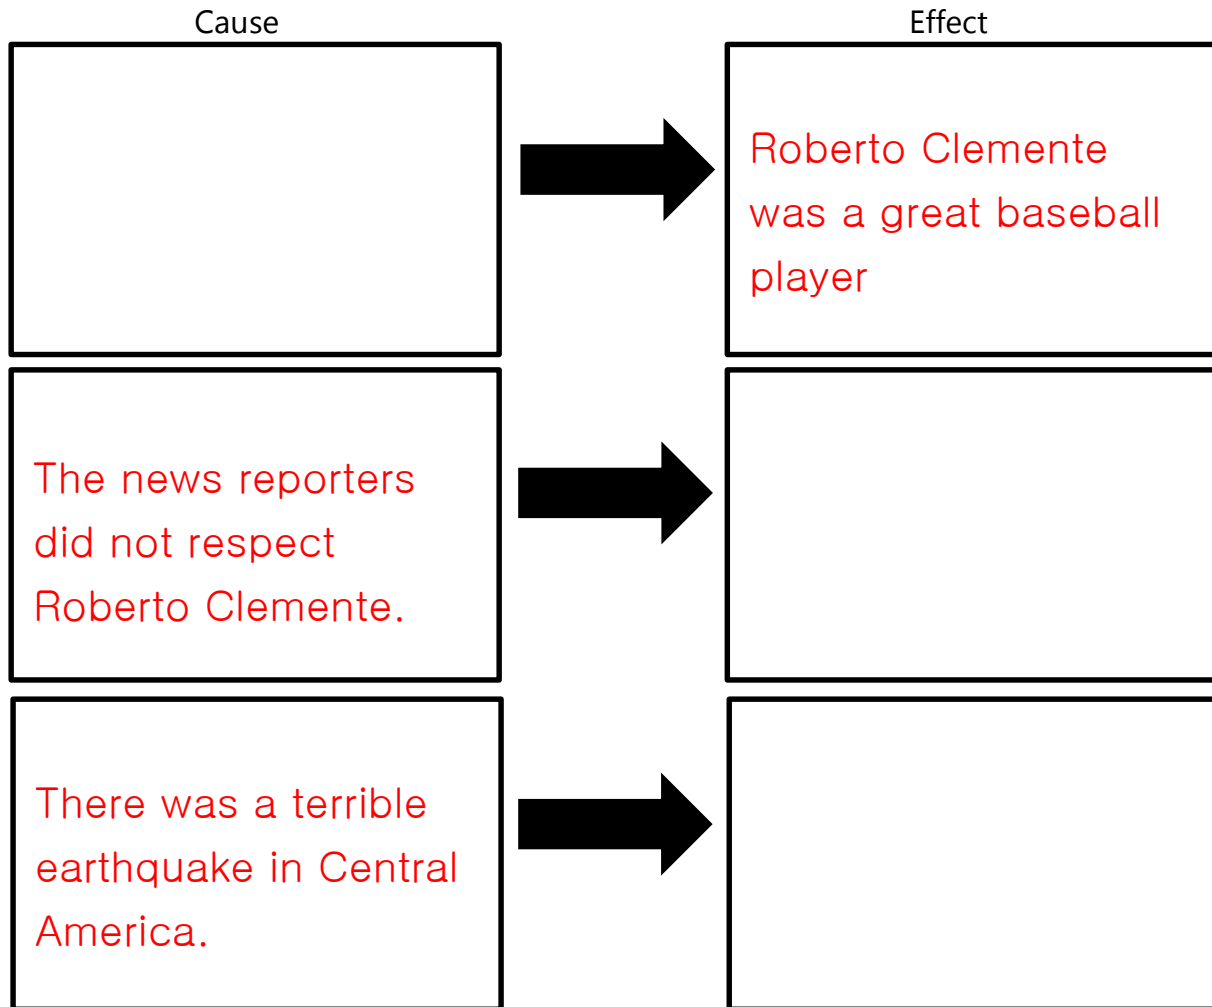 Cause
Effect
Roberto Clemente
was a great baseball
player
The news reporters
did not respect
Roberto Clemente.
There was a terrible
earthquake in Central
America.